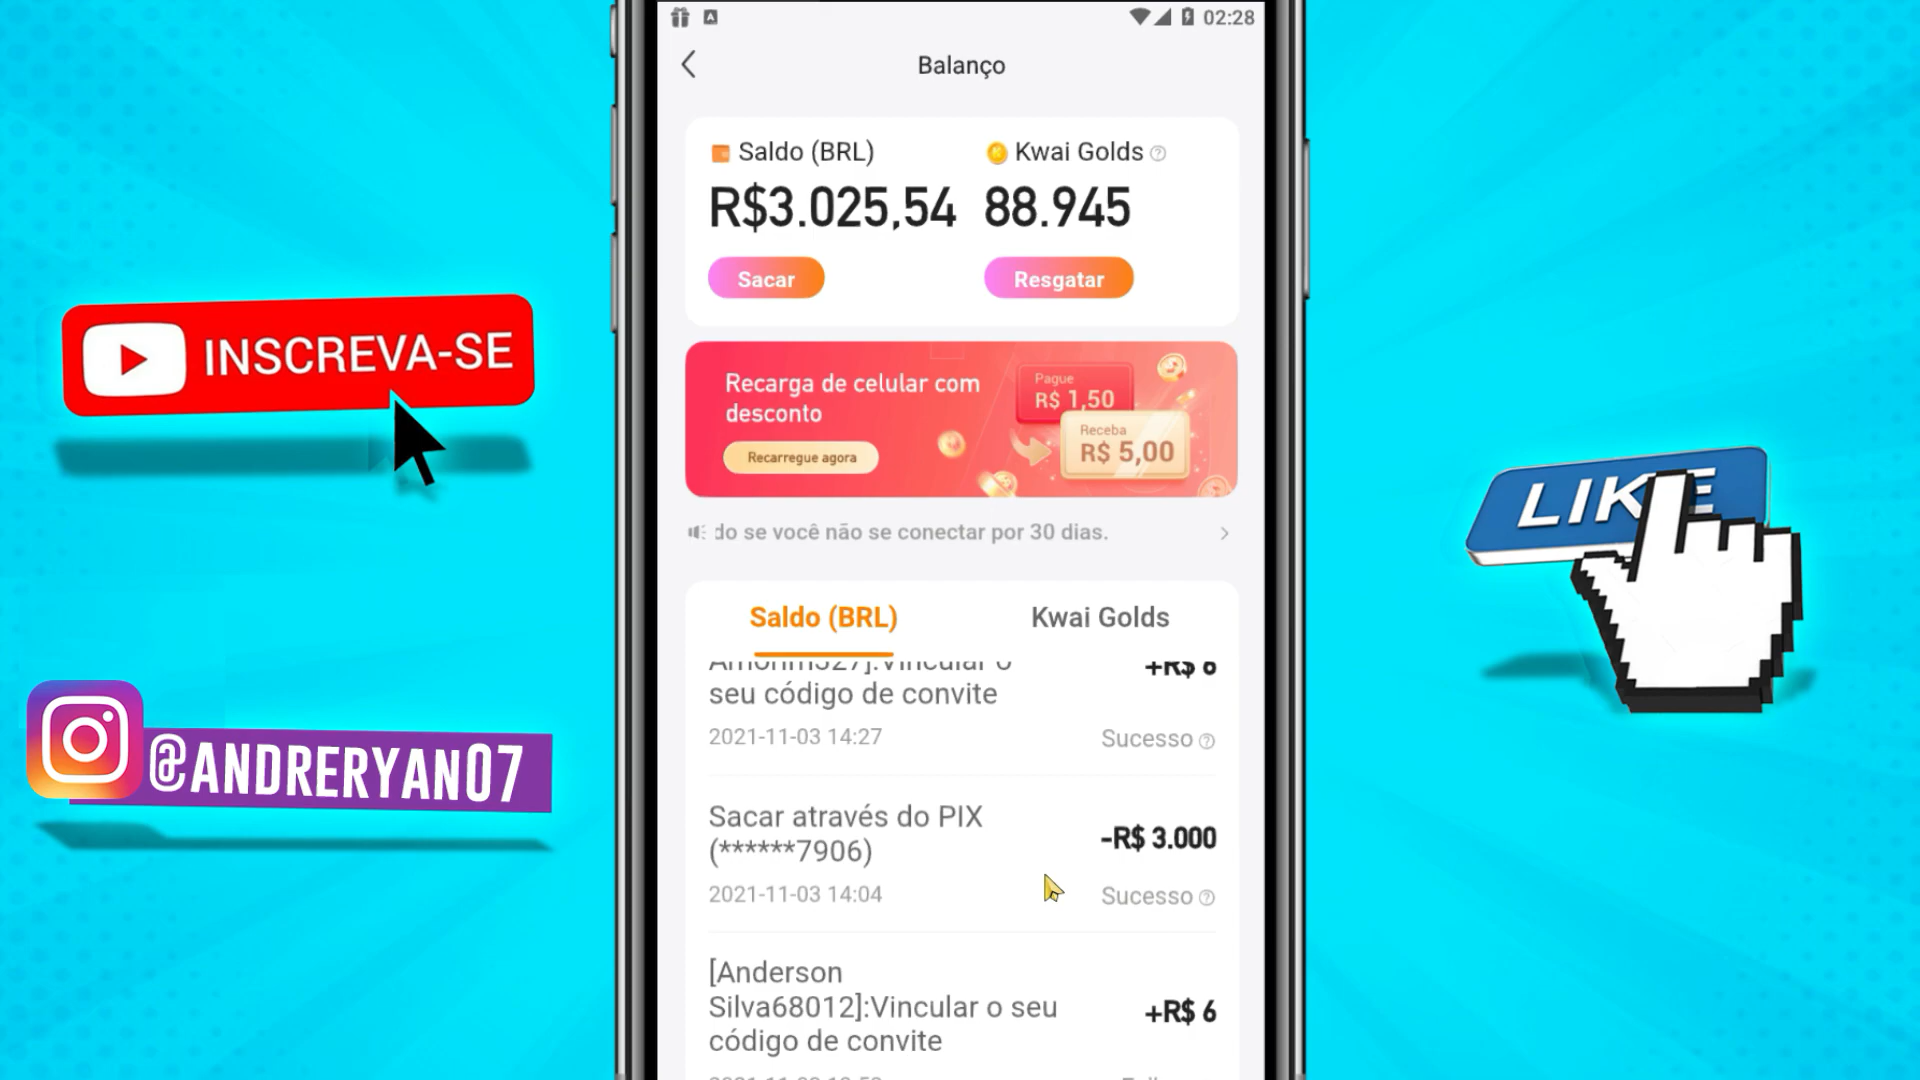 02:28
Balanço
Saldo (BRL)
Kwai Golds
R$3.025,54
88.945
Sacar
Resgatar
Recarga de celular com
desconto
Recarregue agora
Pague
R$ 1,50
Receba
R$ 5,00
do se você não se conectar por 30 dias.
Saldo (BRL)
Kwai Golds
seu código de convite
2021-11-03 14:27
Sucesso
Sacar através do PIX
(******7906)
-R$ 3.000
2021-11-03 14:04
Sucesso
[Anderson
Silva68012]:Vincular o seu
código de convite
+R$ 6
INSCREVA-SE
@ANDRERYAN07
LIKE